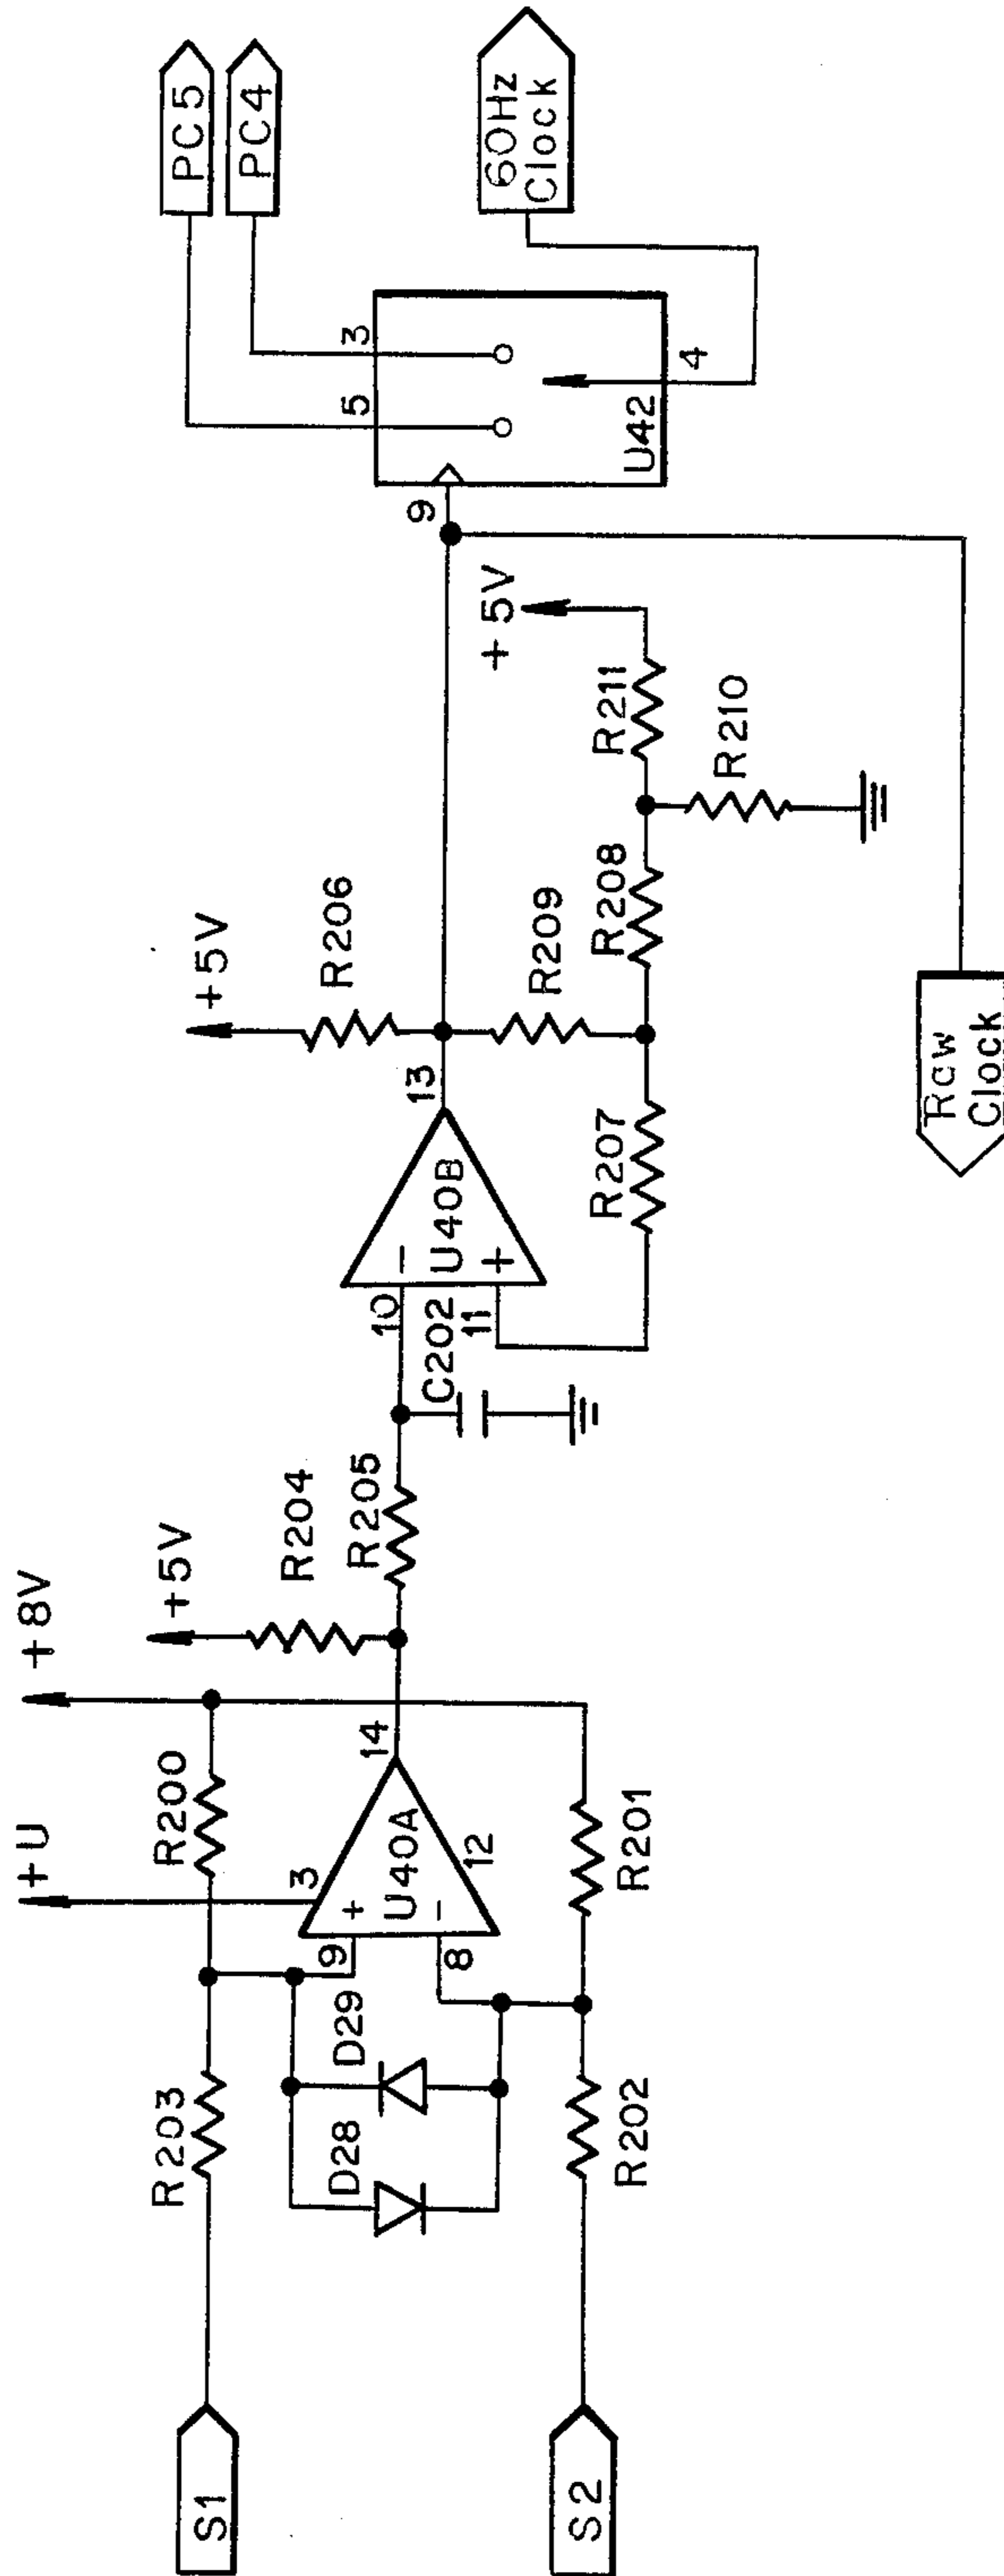 S1
S2
R203
R202
D28
D29
9
8
+U
3
U40A
12
14
R200
R201
+8V
+5V
R204
R205
C202
10
11
-
+
U40B
13
+5V
R206
R209
R207
R208
R211
R210
+5V
9
5
3
U42
4
PC5
PC4
60Hz
Clock
Rcw
Clock
+
-